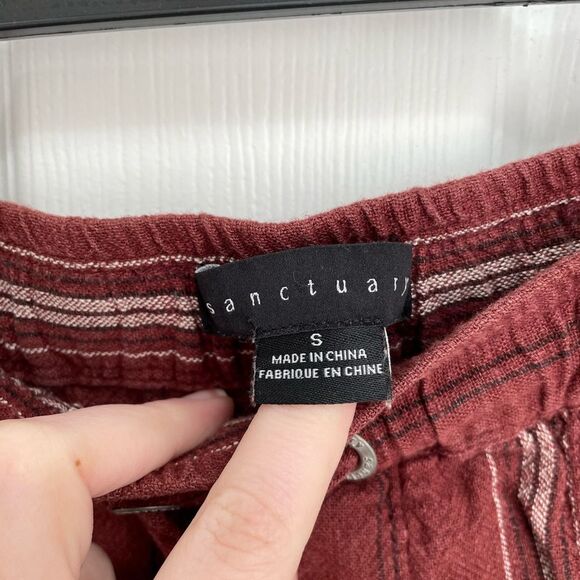 sanctuary
S
MADE IN CHINA
FABRIQUE EN CHINE